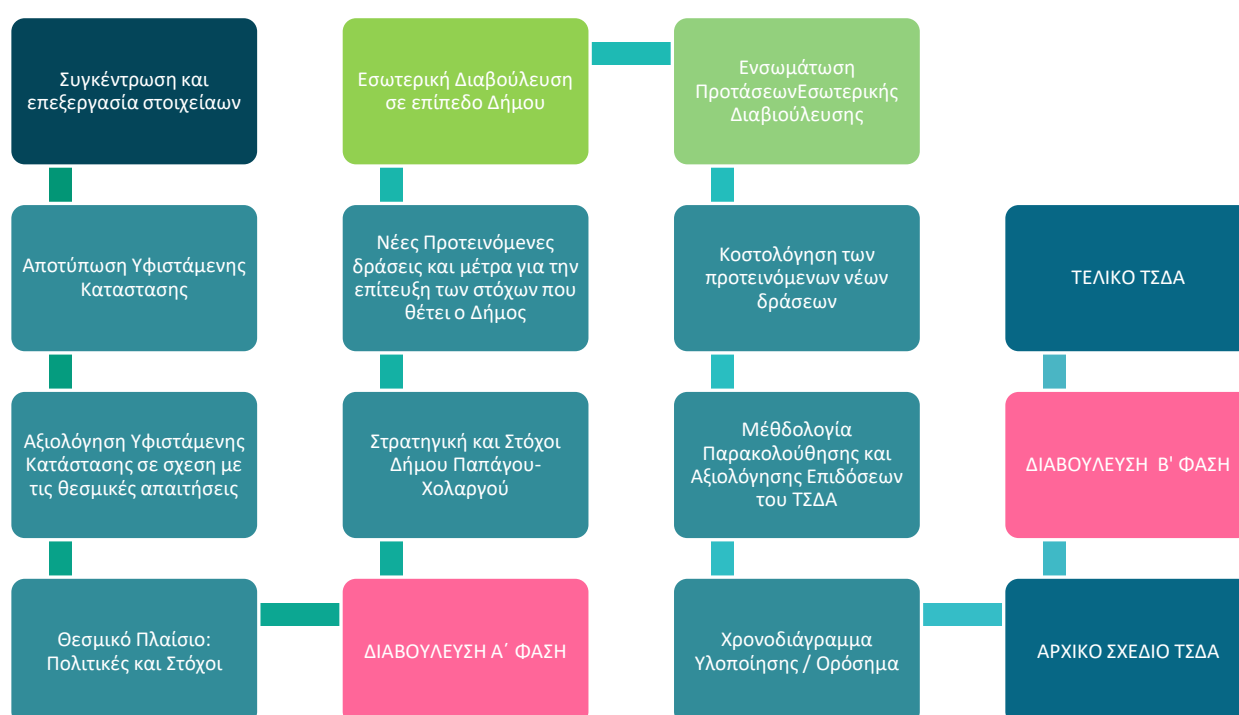 Συγκέντρωση και
επεξεργασία στοιχείαων
Αποτύπωση Υφιστάμενης
Καταστασης
Αξιολόγηση Υφιστάμενης
Κατάστασης σε σχεση με
τις θεσμικές απαιτήσεις
Θεσμικό Πλαίσιο:
Πολιτικές και Στόχοι
ΔΙΑΒΟΥΛΕΥΣΗ Α΄ ΦΑΣΗ
Στρατηγική και Στόχοι
Δήμου Παπάγου-
Χολαργού
Νέες Προτεινόμενες
δράσεις και μέτρα για την
επίτευξη των στόχων που
θέτει ο Δήμος
Εσωτερική Διαβούλευση
σε επίπεδο Δήμου
Ενσωμάτωση
ΠροτάσεωνΕσωτερικής
Διαβιούλευσης
Κοστολόγηση των
προτεινόμενων νέων
δράσεων
Μέθδολογία
Παρακολούθησης και
Αξιολόγησης Επιδόσεων
του ΤΣΔΑ
Χρονοδιάγραμμα
Υλοποίησης / Ορόσημα
ΑΡΧΙΚΟ ΣΧΕΔΙΟ ΤΣΔΑ
ΔΙΑΒΟΥΛΕΥΣΗ Β' ΦΑΣΗ
ΤΕΛΙΚΟ ΤΣΔΑ